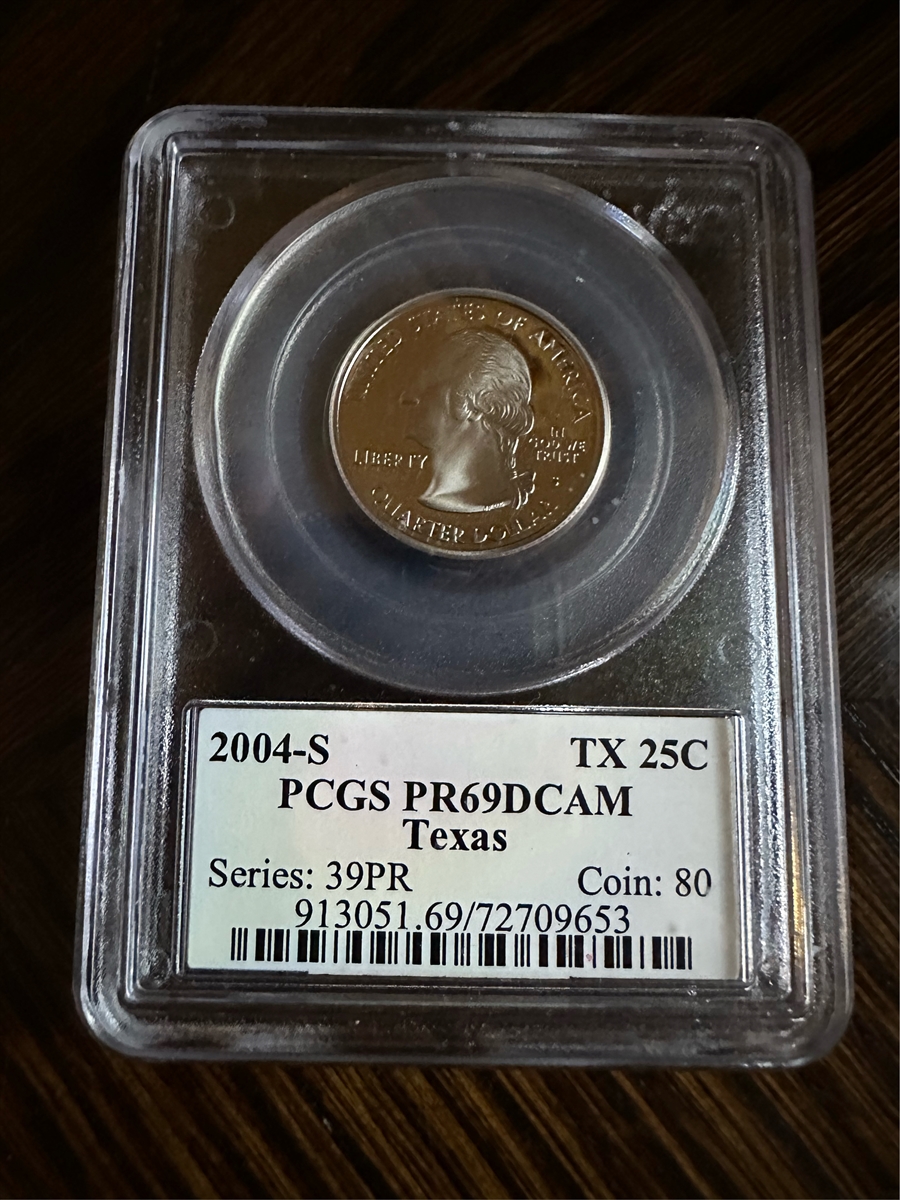 UNITED STATES OF AMERICA
LIBERTY
IN
GOD WE
TRUST
S
QUARTER DOLLAR
2004-S TX 25C
PCGS PR69DCAM
Texas
Series: 39PR Coin: 80
913051.69/72709653